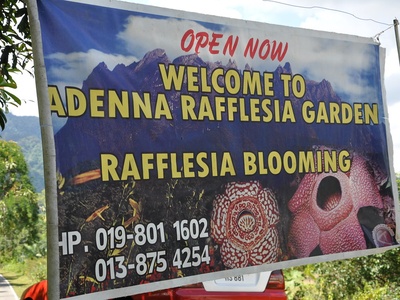 OPEN NOW
WELCOME TO
ADENNA RAFFLESIA GARDEN
RAFFLESIA BLOOMING
HP. 019-801 1602
013-875 4254